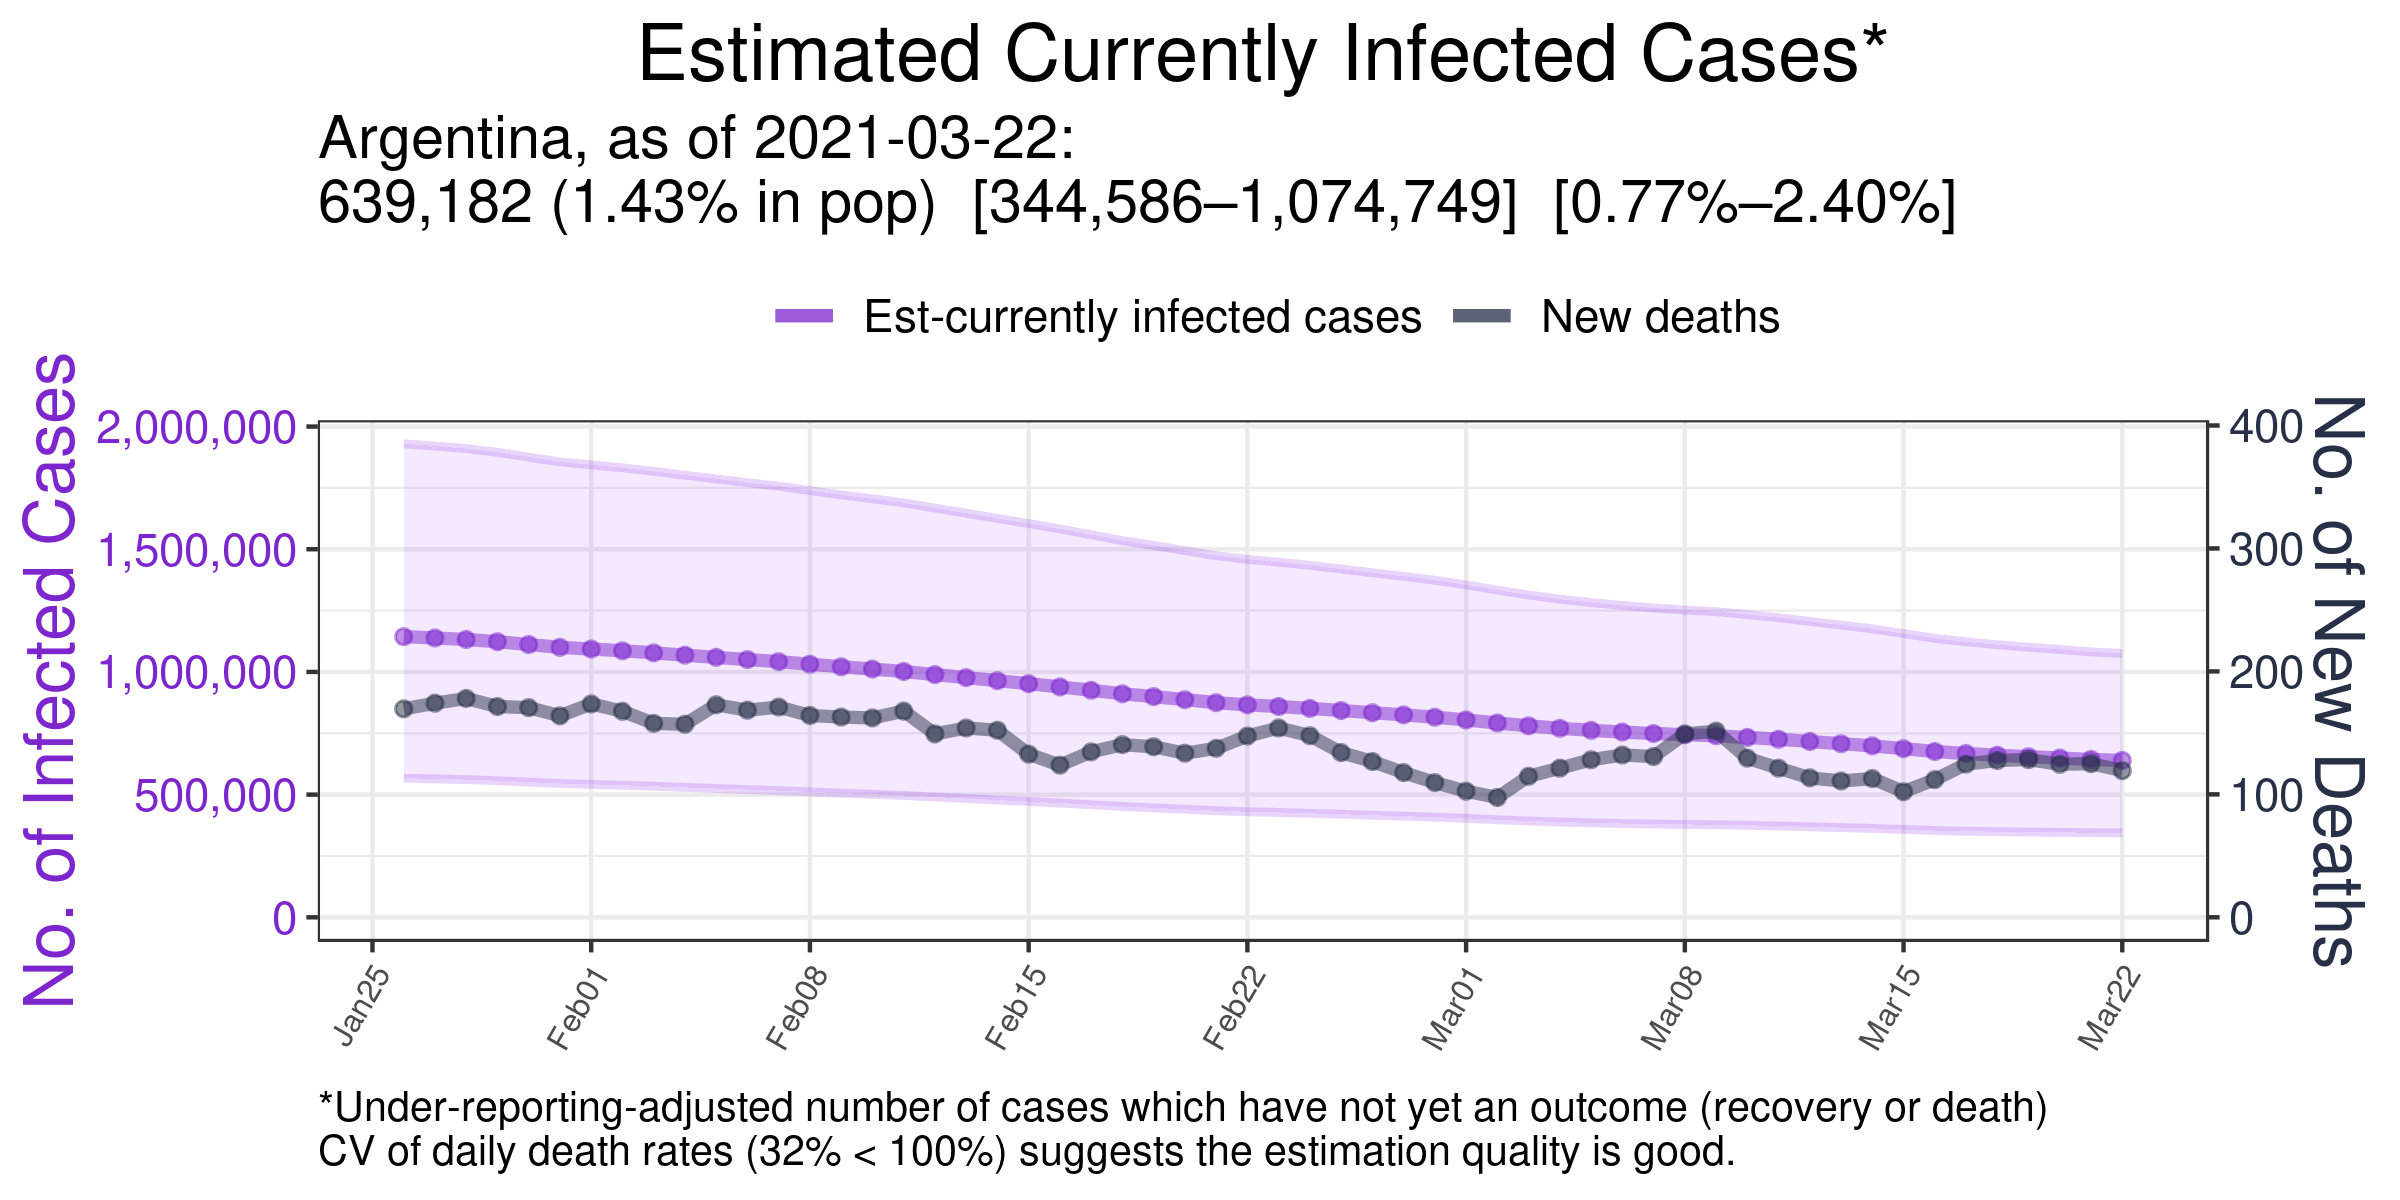 Estimated Currently Infected Cases*
Argentina, as of 2021-03-22:
639,182 (1.43% in pop)  [344,586–1,074,749]  [0.77%–2.40%]
Est-currently infected cases
New deaths
No. of Infected Cases
2,000,000
1,500,000
1,000,000
500,000
0
400
300
200
100
0
No. of New Deaths
Jan25
Feb01
Feb08
Feb15
Feb22
Mar01
Mar08
Mar15
Mar22
*Under-reporting-adjusted number of cases which have not yet an outcome (recovery or death)
CV of daily death rates (32% < 100%) suggests the estimation quality is good.